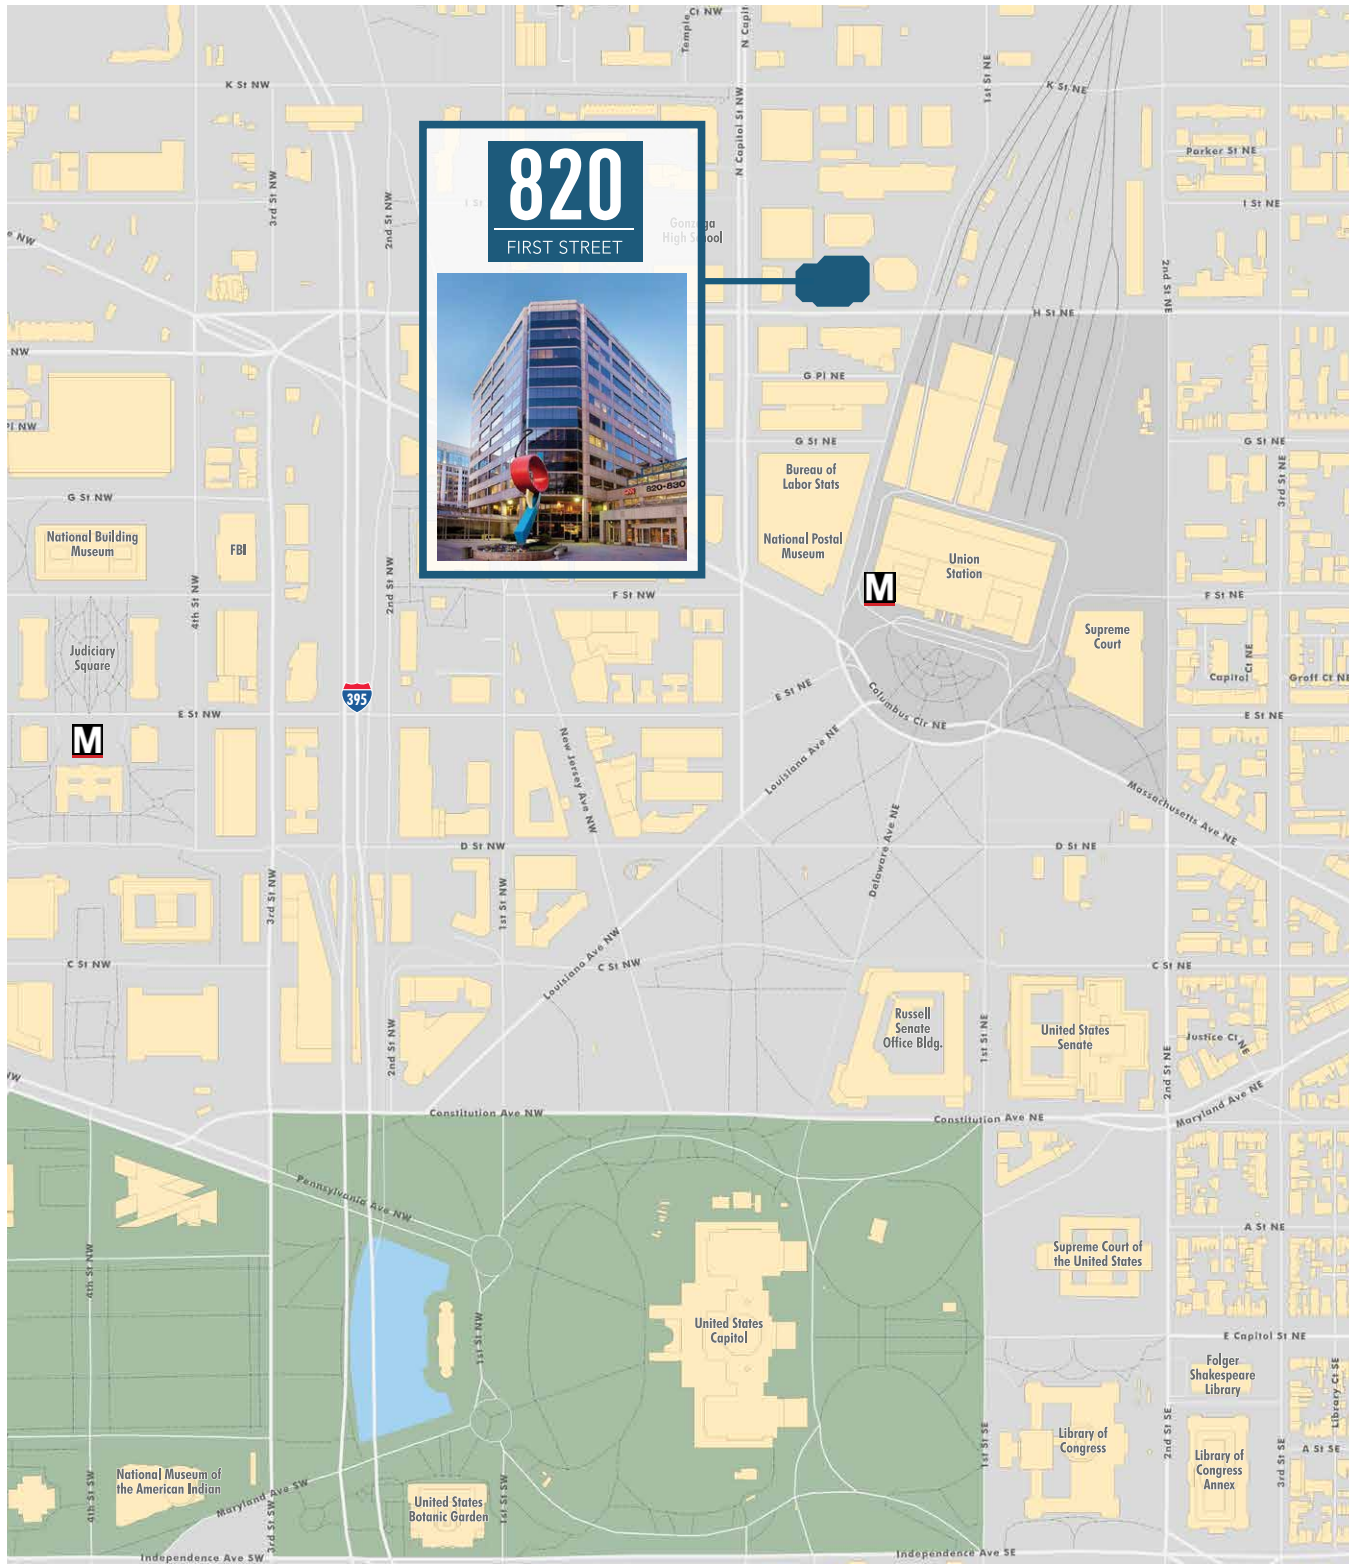 Ct NW
Temple
N Capit
K St NW
1st St NE
K St NE
N Capitol St NW
Parker St NE
3rd St NW
2nd St NW
I St
820
FIRST STREET
Gonzaga
High School
I St NE
e NW
2nd St NE
H St NE
NW
G Pl NE
Pl NW
G St NE
G St NE
820-830
Bureau of
Labor Stats
3rd St NE
G St NW
National Building
Museum
FBI
National Postal
Museum
Union
Station
M
4th St NW
2nd St NW
F St NW
F St NE
Judiciary
Square
Supreme
Court
Ct NE
Capitol
Groff Ct NE
395
E St NE
Columbus Cir NE
E St NW
E St NE
M
New Jersey Ave NW
Louisiana Ave NE
Massachusetts Ave NE
Delaware Ave NE
D St NW
D St NE
3rd St NW
1st St NW
Louisiana Ave NW
C St NW
C St NW
C St NE
Russell
Senate
Office Bldg.
1st St NE
United States
Senate
2nd St NW
Justice Ct NE
2nd St NE
NW
Constitution Ave NW
Constitution Ave NE
Maryland Ave NE
Pennsylvania Ave NW
A St NE
4th St NW
Supreme Court of
the United States
1st St NW
United States
Capitol
E Capitol St NE
Folger
Shakespeare
Library
Library Ct SE
1st St SE
Library of
Congress
2nd St SE
Library of
Congress
Annex
3rd St SE
A St SE
National Museum of
the American Indian
4th St SW
Maryland Ave SW
3rd St SW
United States
Botanic Garden
1st St SW
Independence Ave SW
Independence Ave SE